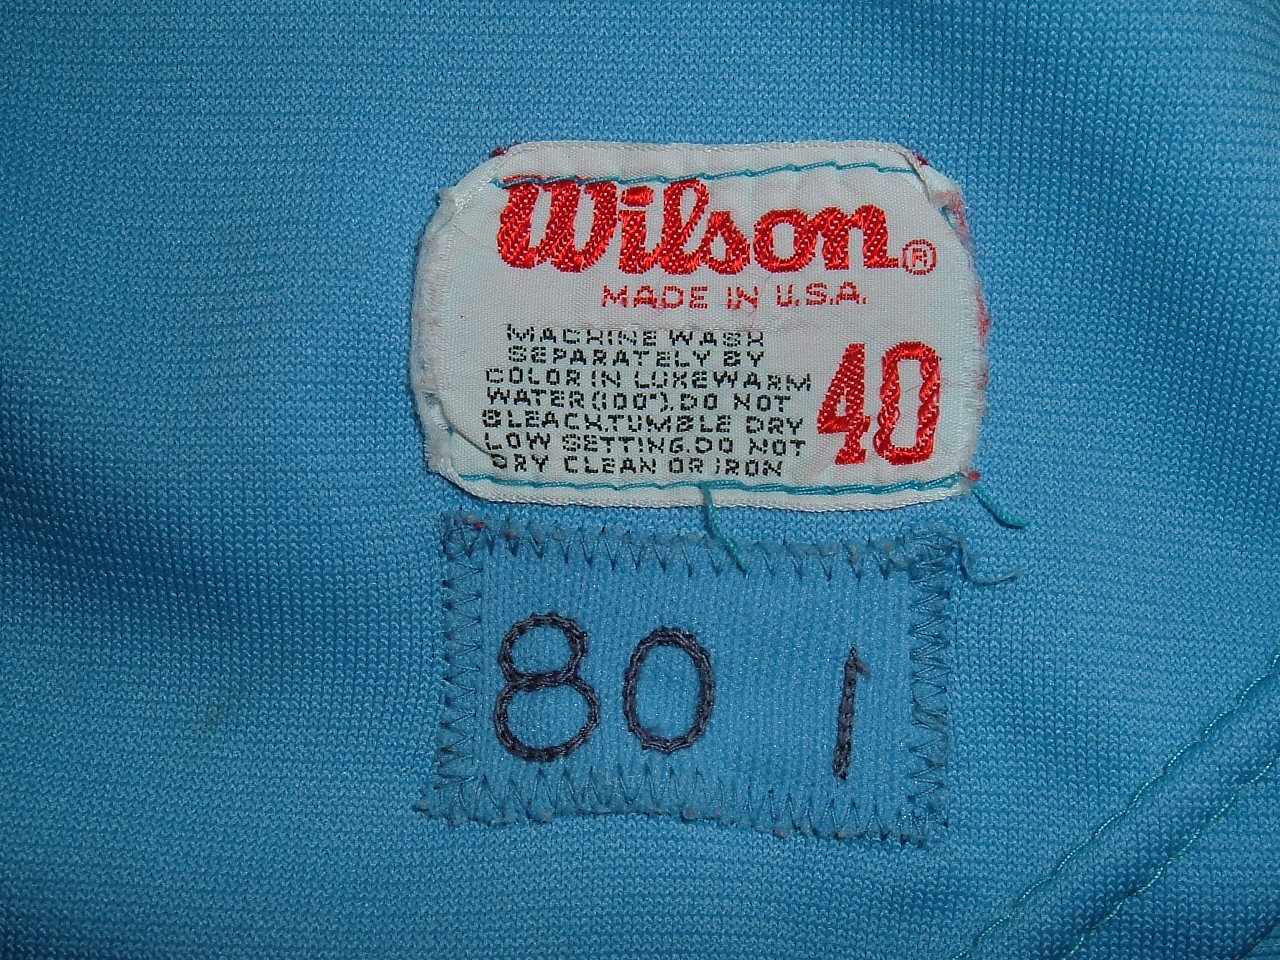 Wilson®
MADE IN U.S.A.
MACHINE WASH
SEPARATELY BY
COLOR IN LUKEWARM
WATER (100°). DO NOT
BLEACH. TUMBLE DRY
LOW SETTING. DO NOT
DRY CLEAN OR IRON
40
80 1